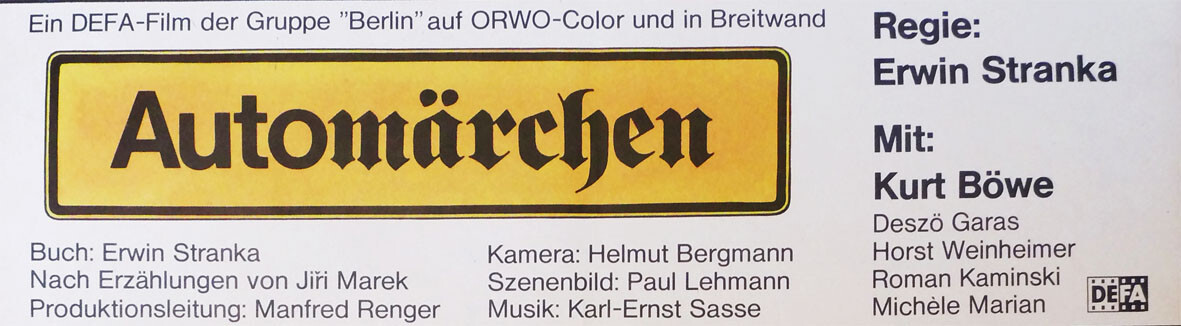 Ein DEFA-Film der Gruppe "Berlin" auf ORWO-Color und in Breitwand
Automärchen
Buch: Erwin Stranka
Nach Erzählungen von Jiři Marek
Produktionsleitung: Manfred Renger
Kamera: Helmut Bergmann
Szenenbild: Paul Lehmann
Musik: Karl-Ernst Sasse
Regie:
Erwin Stranka
Mit:
Kurt Böwe
Deszö Garas
Horst Weinheimer
Roman Kaminski
Michèle Marian
DEFA